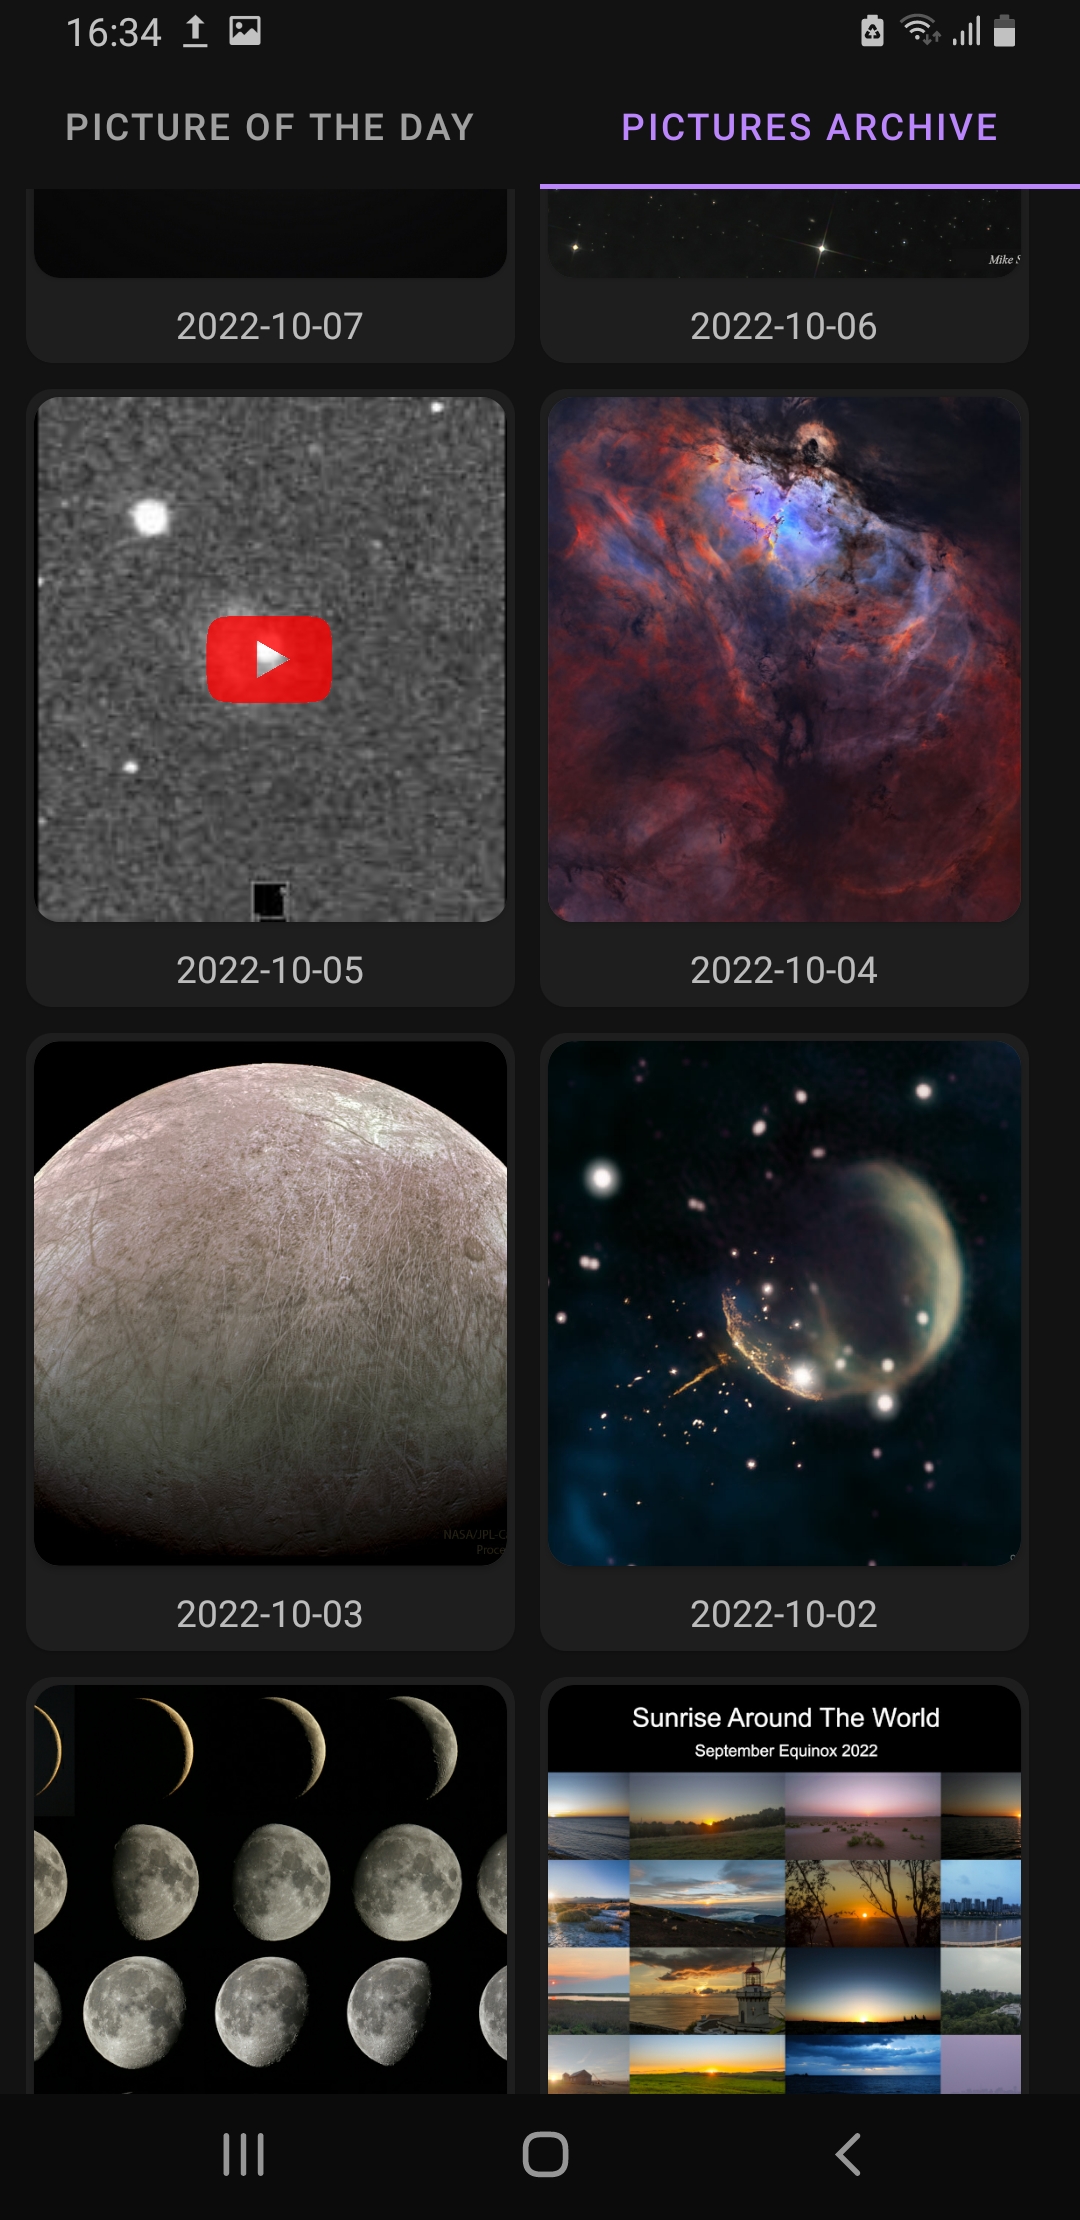 16:34
PICTURE OF THE DAY
PICTURES ARCHIVE
Mike
2022-10-07
2022-10-06
2022-10-05
2022-10-04
NASA/JPL-C
Proce
2022-10-03
2022-10-02
Sunrise Around The World
September Equinox 2022